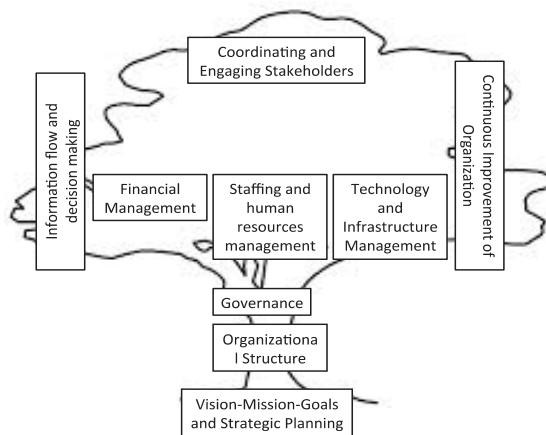 Coordinating and
Engaging Stakeholders
Information flow and
decision making
Continuous Improvement of
Organization
Financial
Management
Staffing and
human
resources
management
Technology
and
Infrastructure
Management
Governance
Organizationa
l Structure
Vision-Mission-Goals
and Strategic Planning